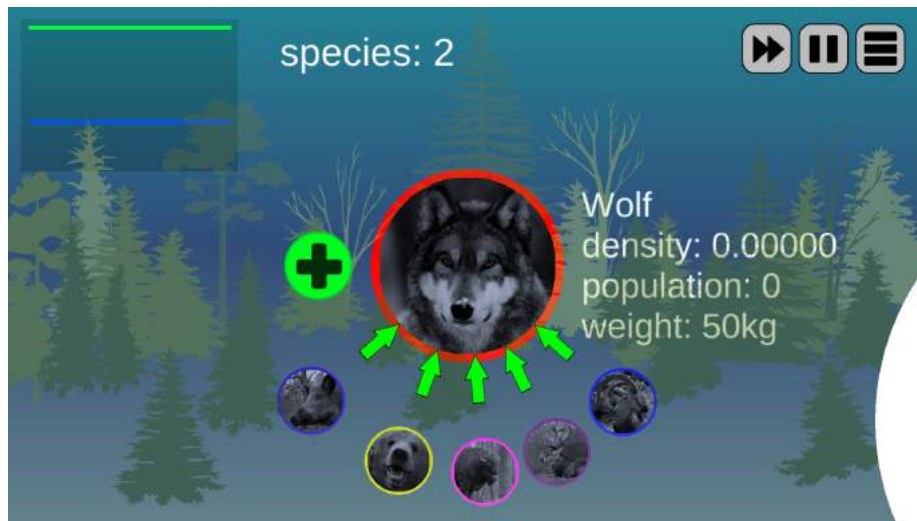 species: 2
Wolf
density: 0.00000
population: 0
weight: 50kg